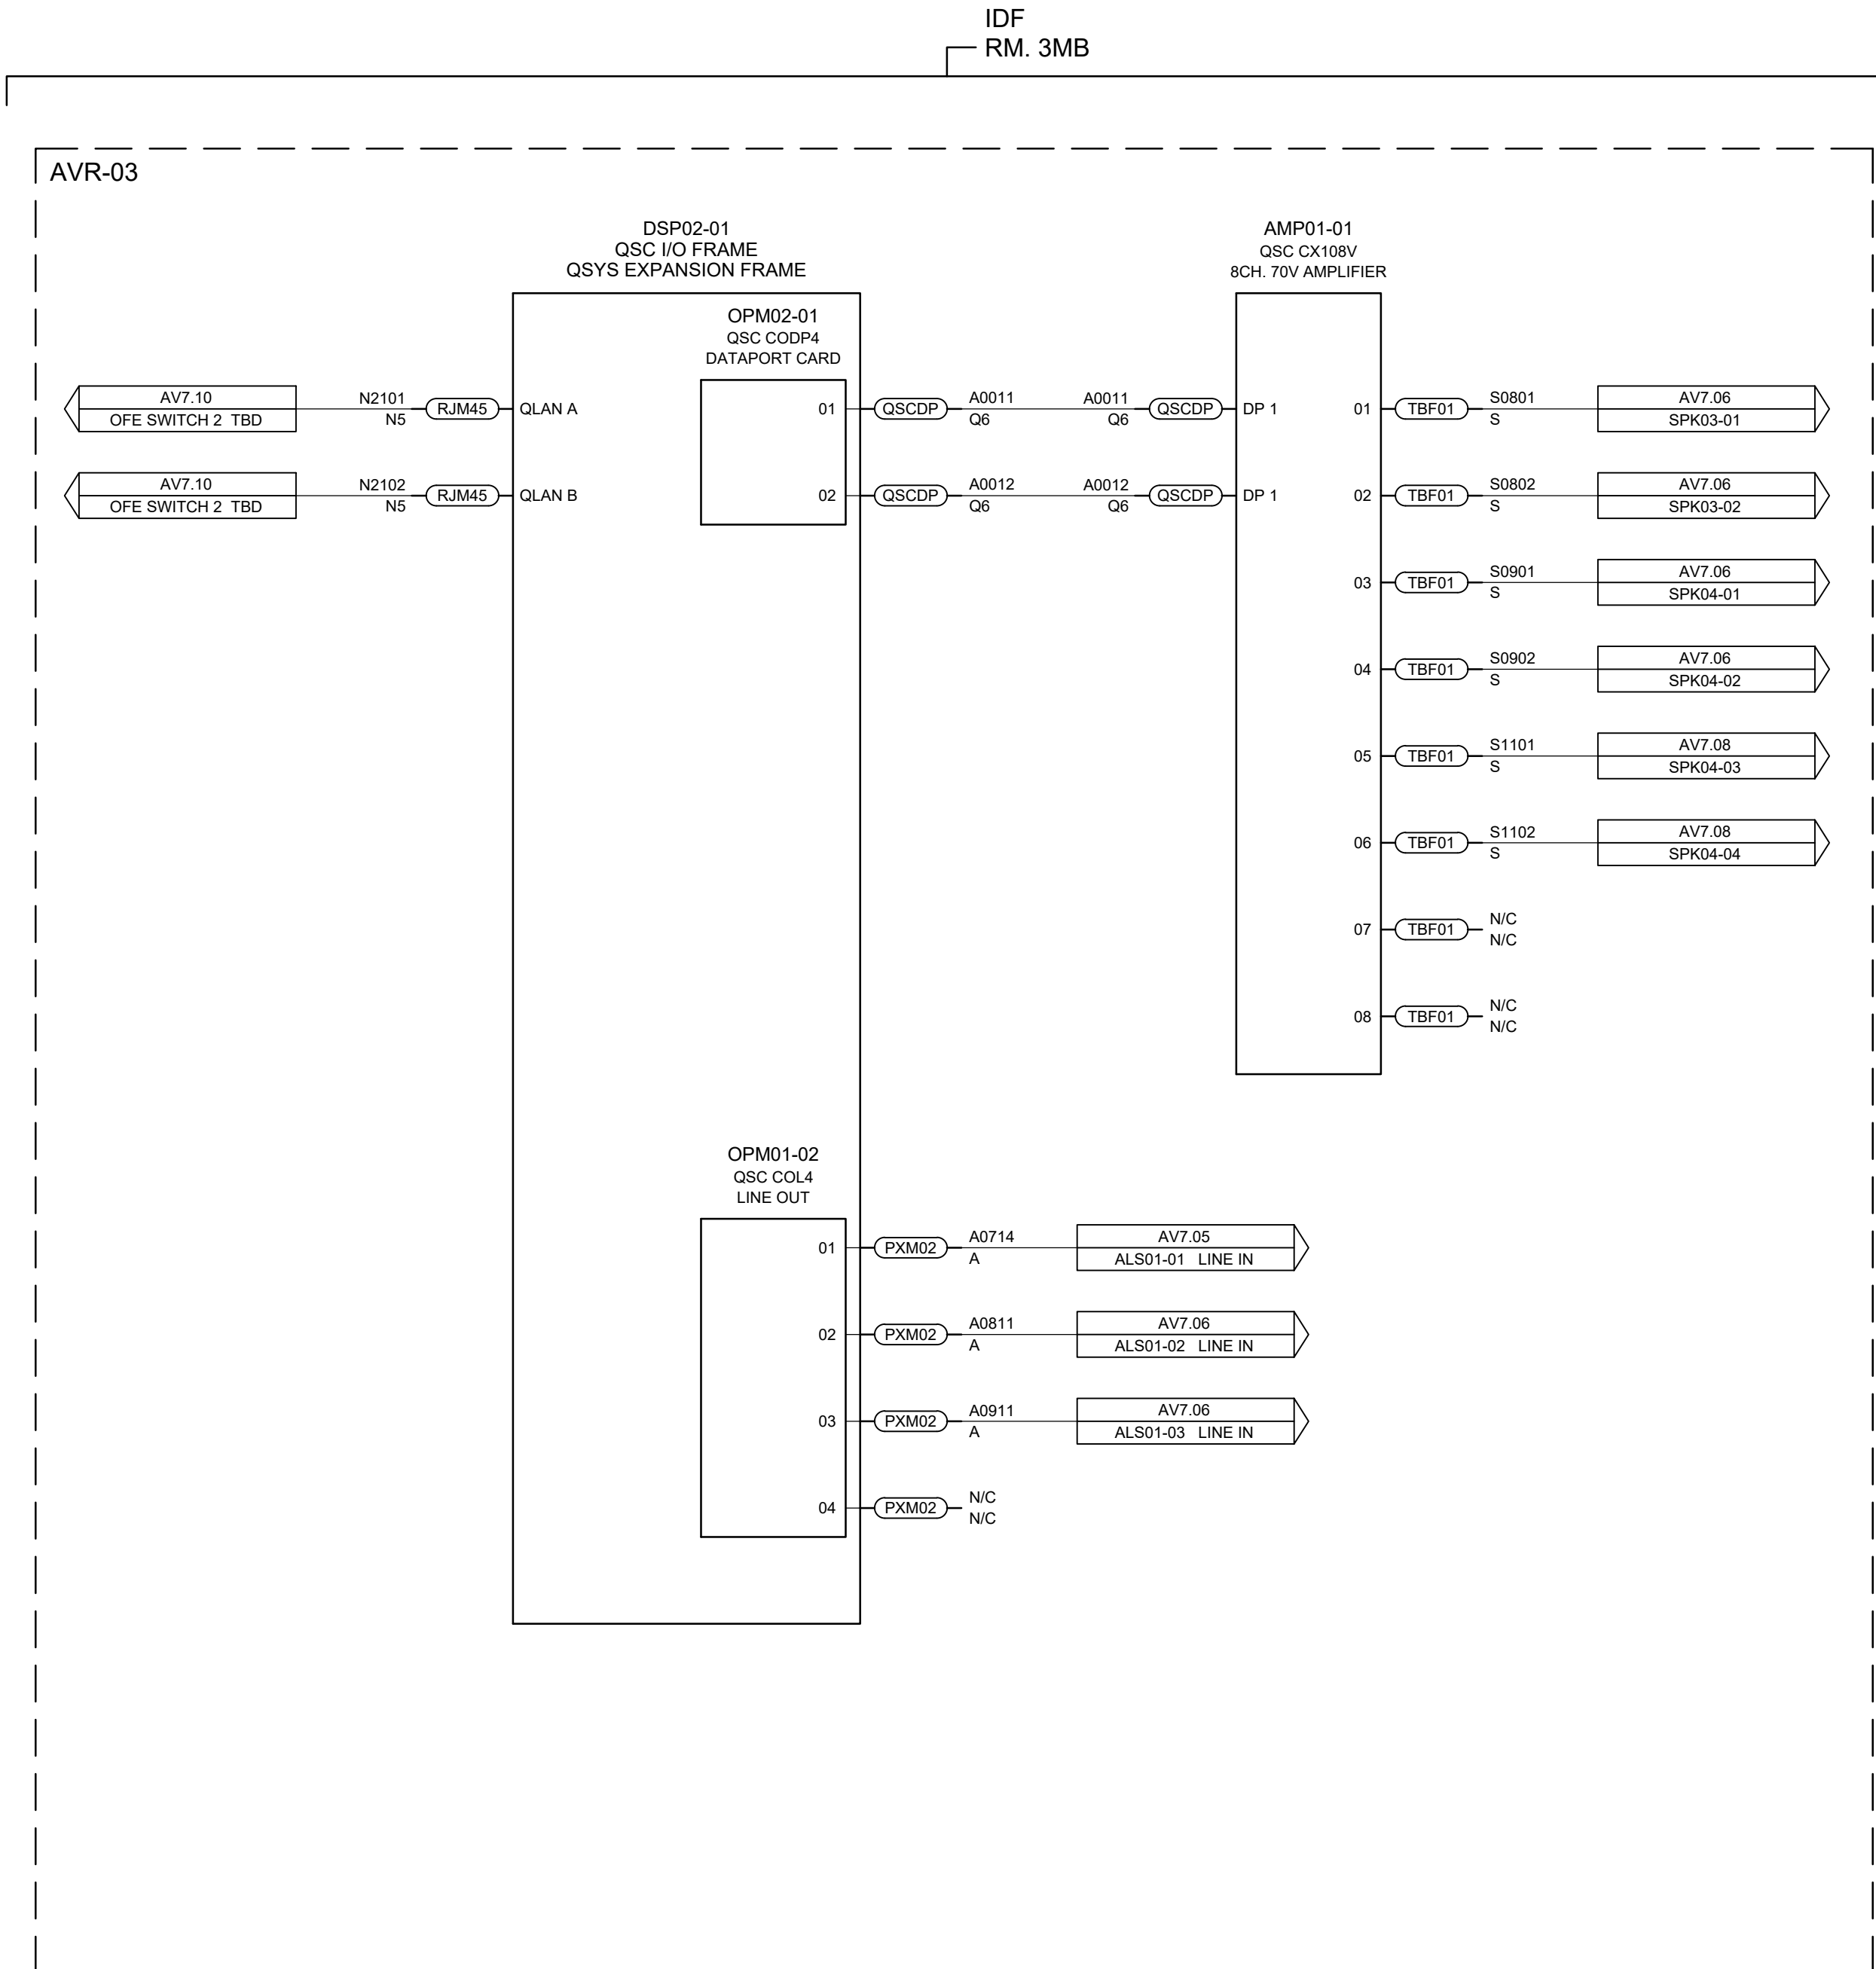 IDF
RM. 3MB
AVR-03
DSP02-01
QSC I/O FRAME
QSYS EXPANSION FRAME
AMP01-01
QSC CX108V
8CH. 70V AMPLIFIER
OPM02-01
QSC CODP4
DATAPORT CARD
AV7.10
OFE SWITCH 2 TBD
N2101
N5
RJM45
QLAN A
01
QSCDP
A0011
Q6
A0011
Q6
QSCDP
DP 1
01
TBF01
S0801
S
AV7.06
SPK03-01
AV7.10
OFE SWITCH 2 TBD
N2102
N5
RJM45
QLAN B
02
QSCDP
A0012
Q6
A0012
Q6
QSCDP
DP 1
02
TBF01
S0802
S
AV7.06
SPK03-02
03
TBF01
S0901
S
AV7.06
SPK04-01
04
TBF01
S0902
S
AV7.06
SPK04-02
05
TBF01
S1101
S
AV7.08
SPK04-03
06
TBF01
S1102
S
AV7.08
SPK04-04
07
TBF01
N/C
N/C
08
TBF01
N/C
N/C
OPM01-02
QSC COL4
LINE OUT
01
PXM02
A0714
A
AV7.05
ALS01-01 LINE IN
02
PXM02
A0811
A
AV7.06
ALS01-02 LINE IN
03
PXM02
A0911
A
AV7.06
ALS01-03 LINE IN
04
PXM02
N/C
N/C